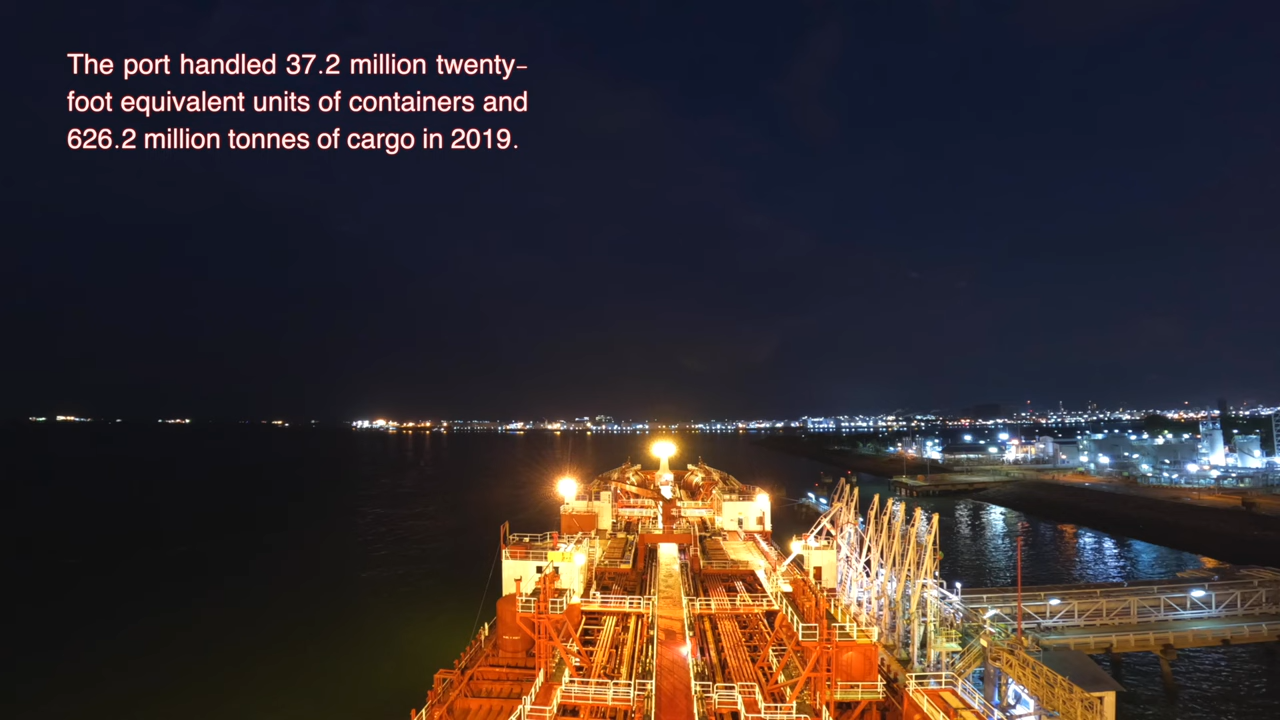 The port handled 37.2 million twenty-
foot equivalent units of containers and
626.2 million tonnes of cargo in 2019.